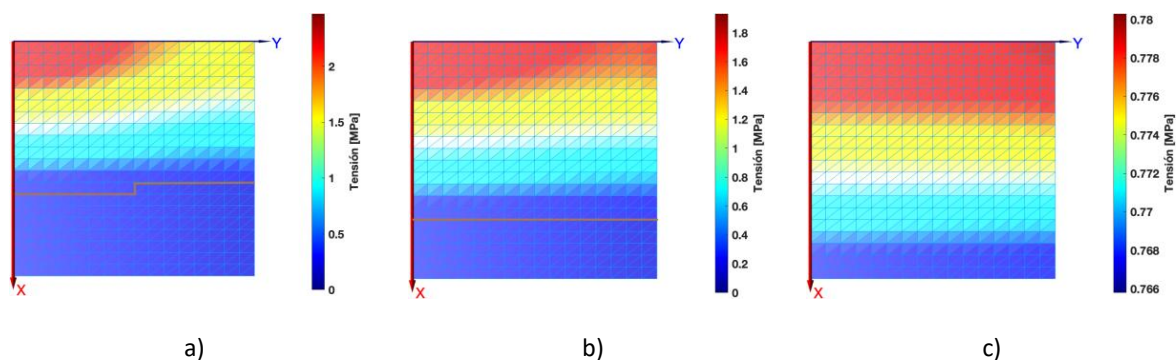 Y
2
1.5
1
0.5
0
Tensión [MPa]
X
a)
Y
1.8
1.6
1.4
1.2
1
0.8
0.6
0.4
0.2
0
Tensión [MPa]
X
b)
Y
0.78
0.778
0.776
0.774
0.772
0.77
0.768
0.766
Tensión [MPa]
X
c)